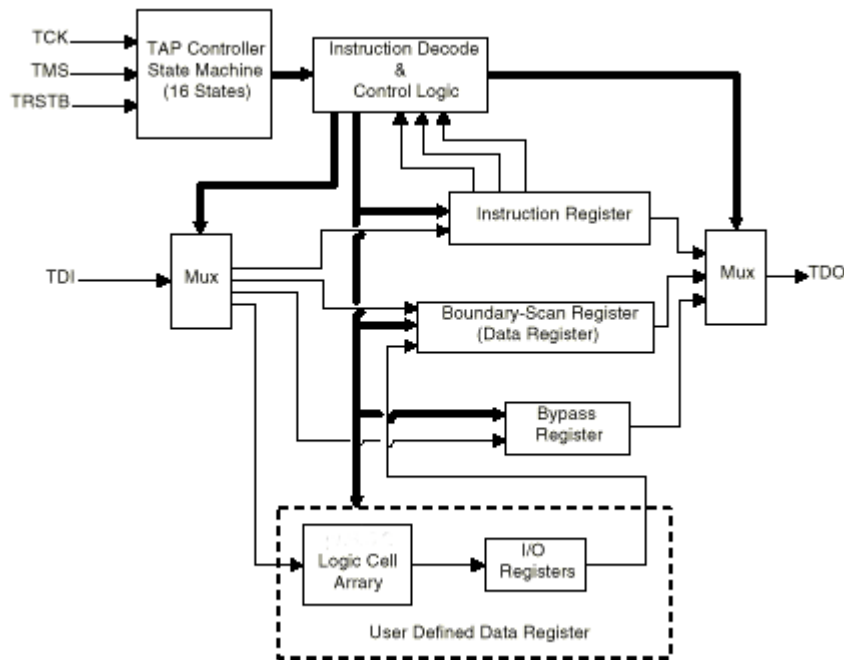 TCK
TMS
TRSTB
TAP Controller
State Machine
(16 States)
Instruction Decode
&
Control Logic
Instruction Register
TDI
Mux
Mux
TDO
Boundary-Scan Register
(Data Register)
Bypass
Register
Logic Cell
Arrary
I/O
Registers
User Defined Data Register